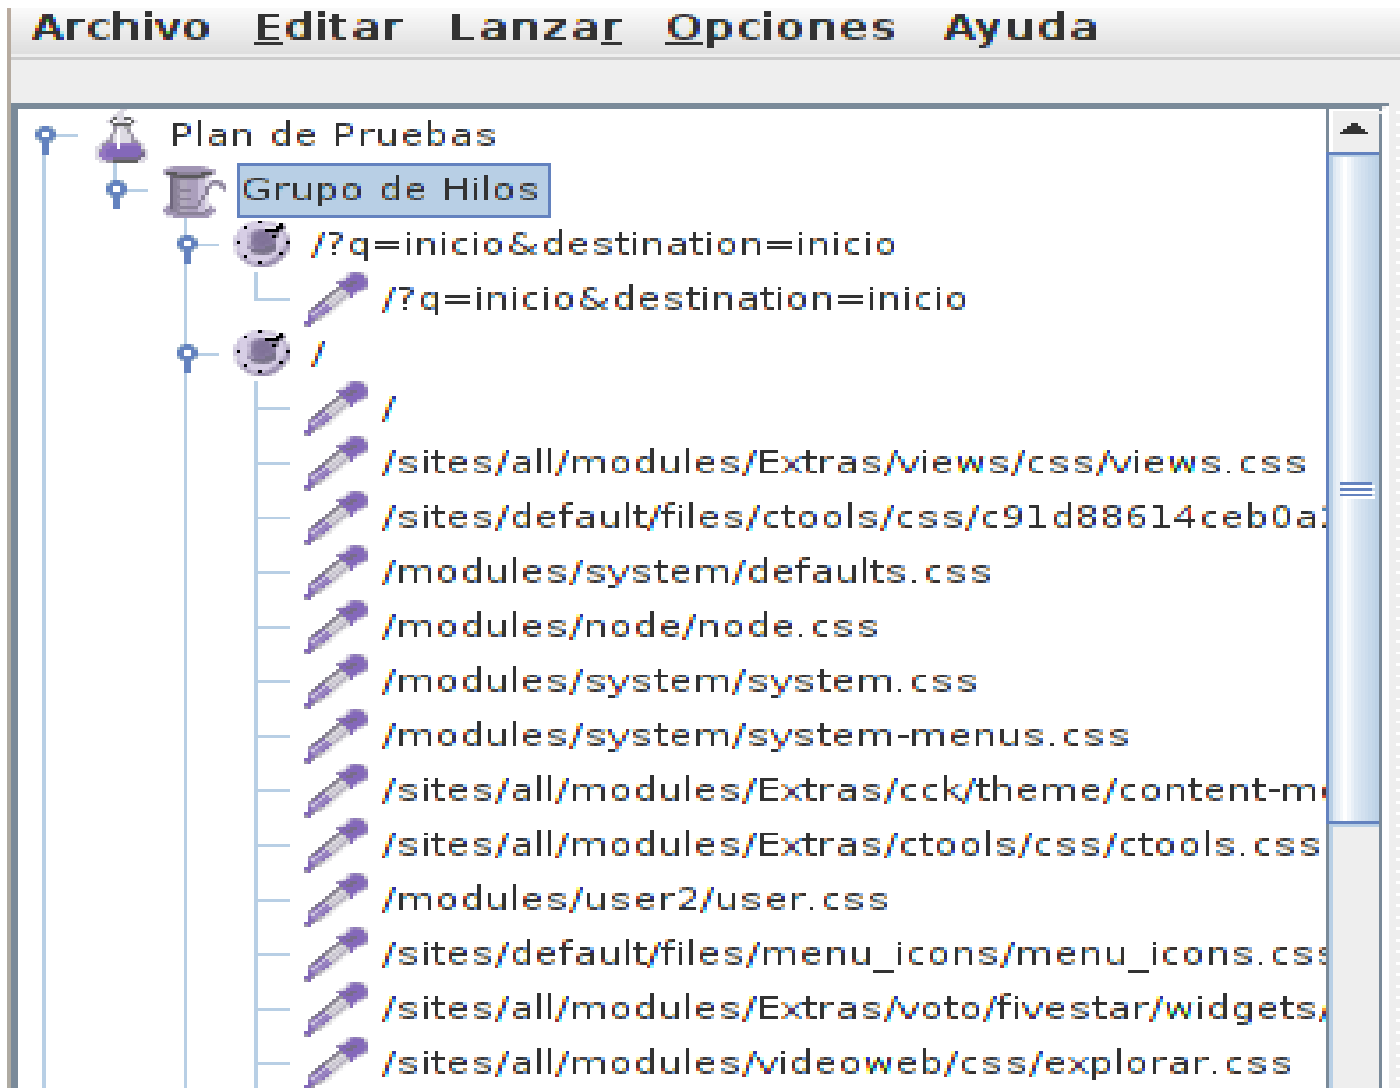 Archivo Editar Lanzar Opciones Ayuda
Plan de Pruebas
Grupo de Hilos
/?q=inicio&destination=inicio
/?q=inicio&destination=inicio
/
/
/sites/all/modules/Extras/views/css/views.css
/sites/default/files/ctools/css/c91d88614ceb0a
/modules/system/defaults.css
/modules/node/node.css
/modules/system/system.css
/modules/system/system-menus.css
/sites/all/modules/Extras/cck/theme/content-m
/sites/all/modules/Extras/ctools/css/ctools.css
/modules/user2/user.css
/sites/default/files/menu_icons/menu_icons.css
/sites/all/modules/Extras/voto/fivestar/widgets/
/sites/all/modules/videoweb/css/explorar.css